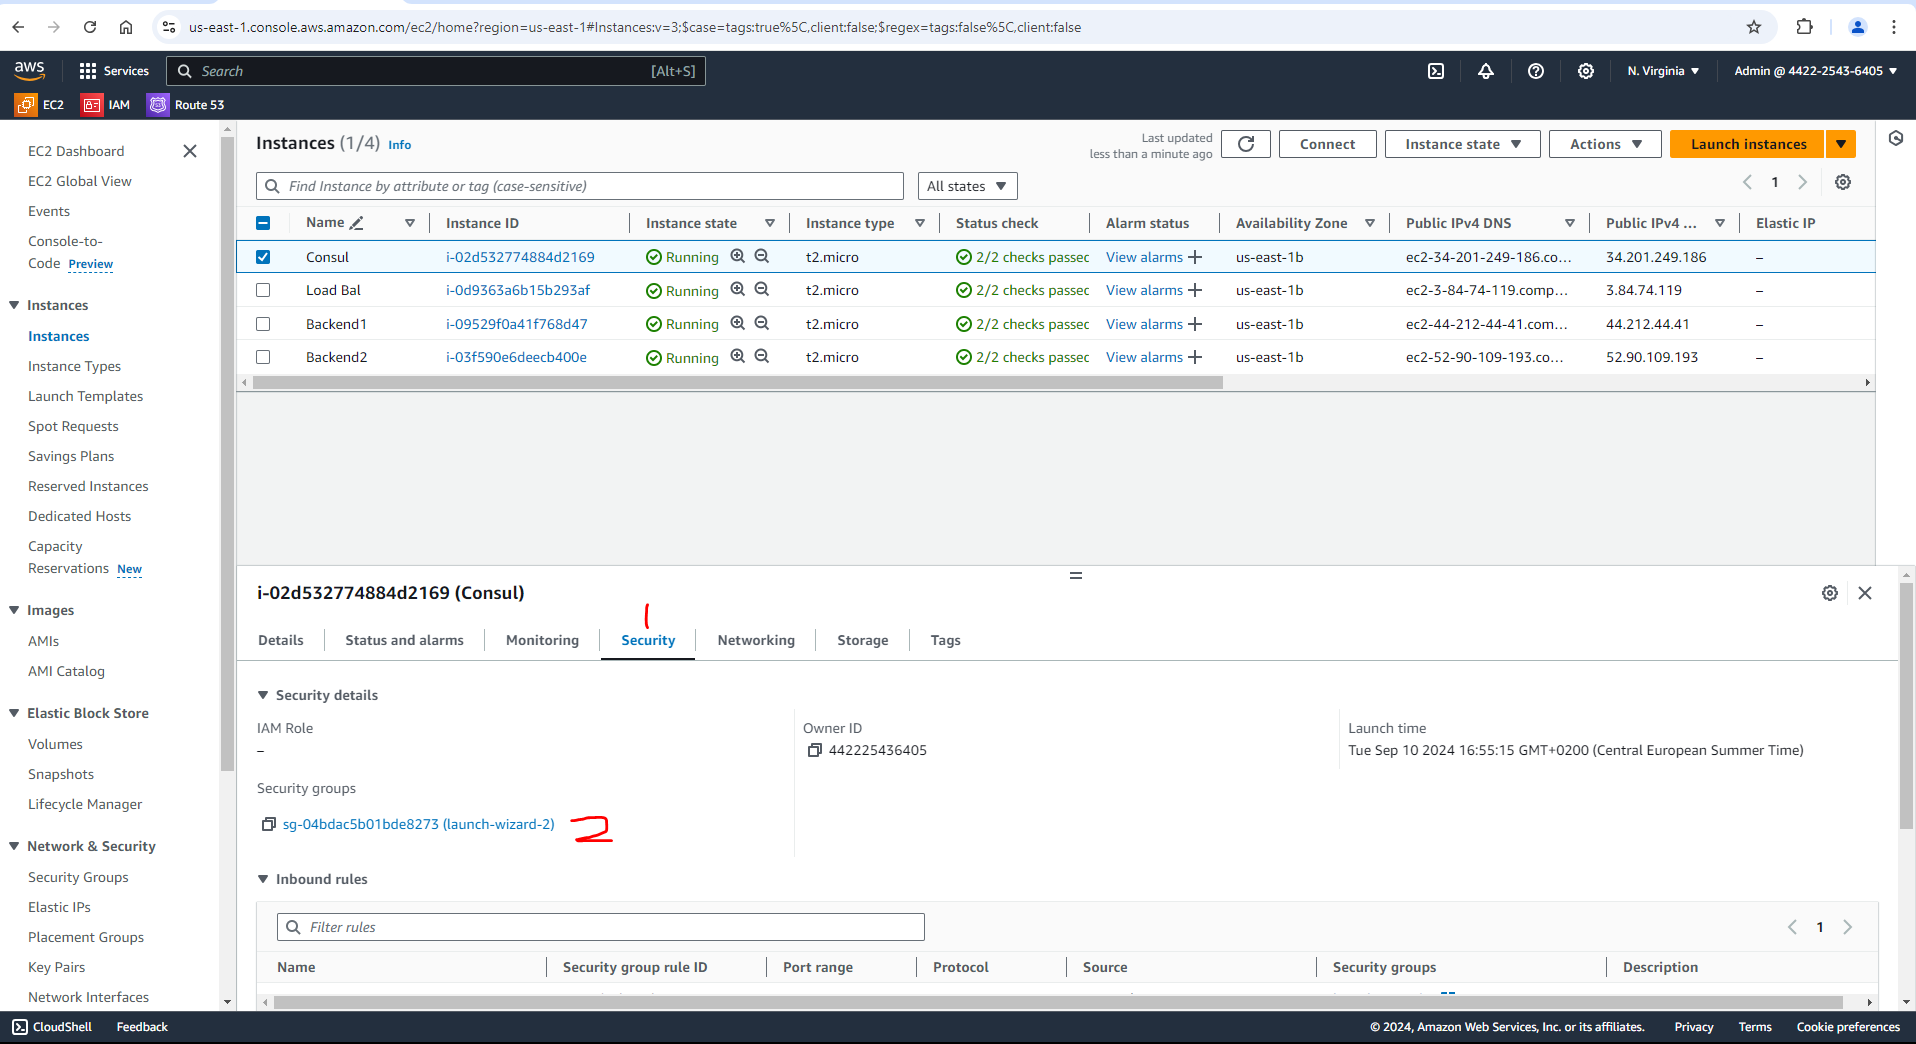 us-east-1.console.aws.amazon.com/ec2/home?region=us-east-1#Instances:v=3;$case=tags:true%5C,client:false;$regex=tags:false%5C,client:false
aws Services Search [Alt+S] N. Virginia Admin @ 4422-2543-6405
EC2 IAM Route 53
EC2 Dashboard
EC2 Global View
Events
Console-to-
Code Preview
Instances
Instances
Instance Types
Launch Templates
Spot Requests
Savings Plans
Reserved Instances
Dedicated Hosts
Capacity
Reservations New
Images
AMIs
AMI Catalog
Elastic Block Store
Volumes
Snapshots
Lifecycle Manager
Network & Security
Security Groups
Elastic IPs
Placement Groups
Key Pairs
Network Interfaces
Instances (1/4) Info
Last updated
less than a minute ago
Connect Instance state Actions Launch instances
Find Instance by attribute or tag (case-sensitive) All states 1
Name Instance ID Instance state Instance type Status check Alarm status Availability Zone Public IPv4 DNS Public IPv4 ... Elastic IP
Consul i-02d532774884d2169 Running t2.micro 2/2 checks passec View alarms us-east-1b ec2-34-201-249-186.co... 34.201.249.186 –
Load Bal i-0d9363a6b15b293af Running t2.micro 2/2 checks passec View alarms us-east-1b ec2-3-84-74-119.comp... 3.84.74.119 –
Backend1 i-09529f0a41f768d47 Running t2.micro 2/2 checks passec View alarms us-east-1b ec2-44-212-44-41.com... 44.212.44.41 –
Backend2 i-03f590e6deecb400e Running t2.micro 2/2 checks passec View alarms us-east-1b ec2-52-90-109-193.co... 52.90.109.193 –
i-02d532774884d2169 (Consul)
1
Details Status and alarms Monitoring Security Networking Storage Tags
Security details
IAM Role
–
Owner ID
442225436405
Launch time
Tue Sep 10 2024 16:55:15 GMT+0200 (Central European Summer Time)
Security groups
sg-04bdac5b01bde8273 (launch-wizard-2) 2
Inbound rules
Filter rules 1
Name Security group rule ID Port range Protocol Source Security groups Description
CloudShell Feedback © 2024, Amazon Web Services, Inc. or its affiliates. Privacy Terms Cookie preferences